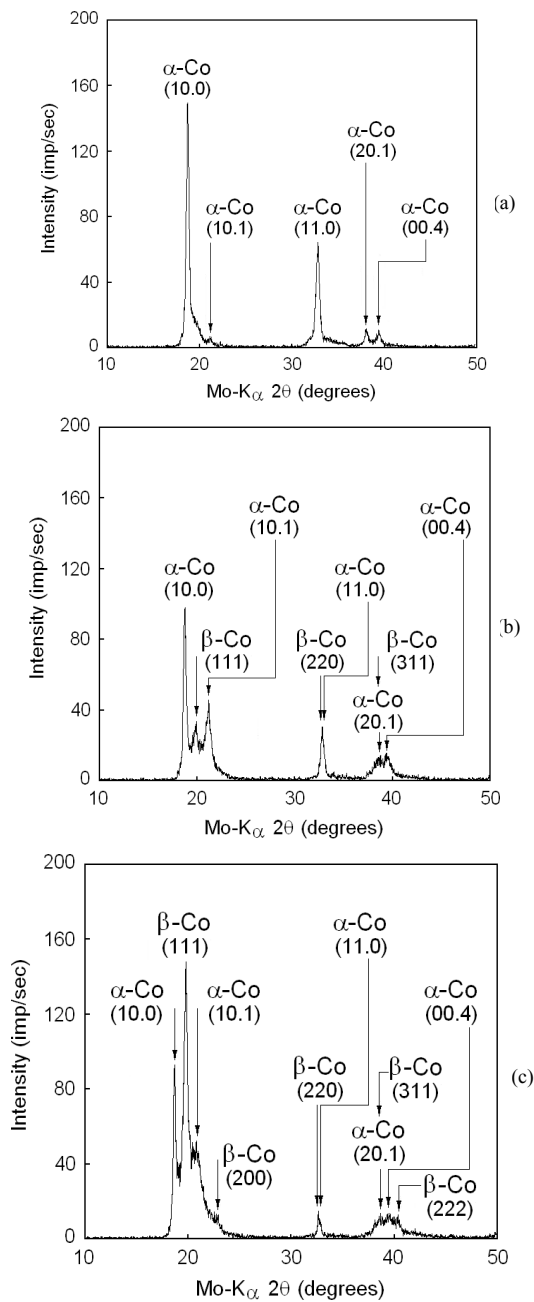 200
160
120
80
40
0
Intensity (imp/sec)
α-Co
(10.0)
α-Co
(10.1)
α-Co
(11.0)
α-Co
(20.1)
α-Co
(00.4)
(a)
10 20 30 40 50
Mo-Kα 2θ (degrees)
200
160
120
80
40
0
Intensity (imp/sec)
α-Co
(10.0)
β-Co
(111)
α-Co
(10.1)
β-Co
(220)
α-Co
(11.0)
β-Co
(311)
α-Co
(20.1)
α-Co
(00.4)
(b)
10 20 30 40 50
Mo-Kα 2θ (degrees)
200
160
120
80
40
0
Intensity (imp/sec)
α-Co
(10.0)
β-Co
(111)
α-Co
(10.1)
β-Co
(200)
β-Co
(220)
α-Co
(11.0)
β-Co
(311)
α-Co
(20.1)
α-Co
(00.4)
β-Co
(222)
(c)
10 20 30 40 50
Mo-Kα 2θ (degrees)